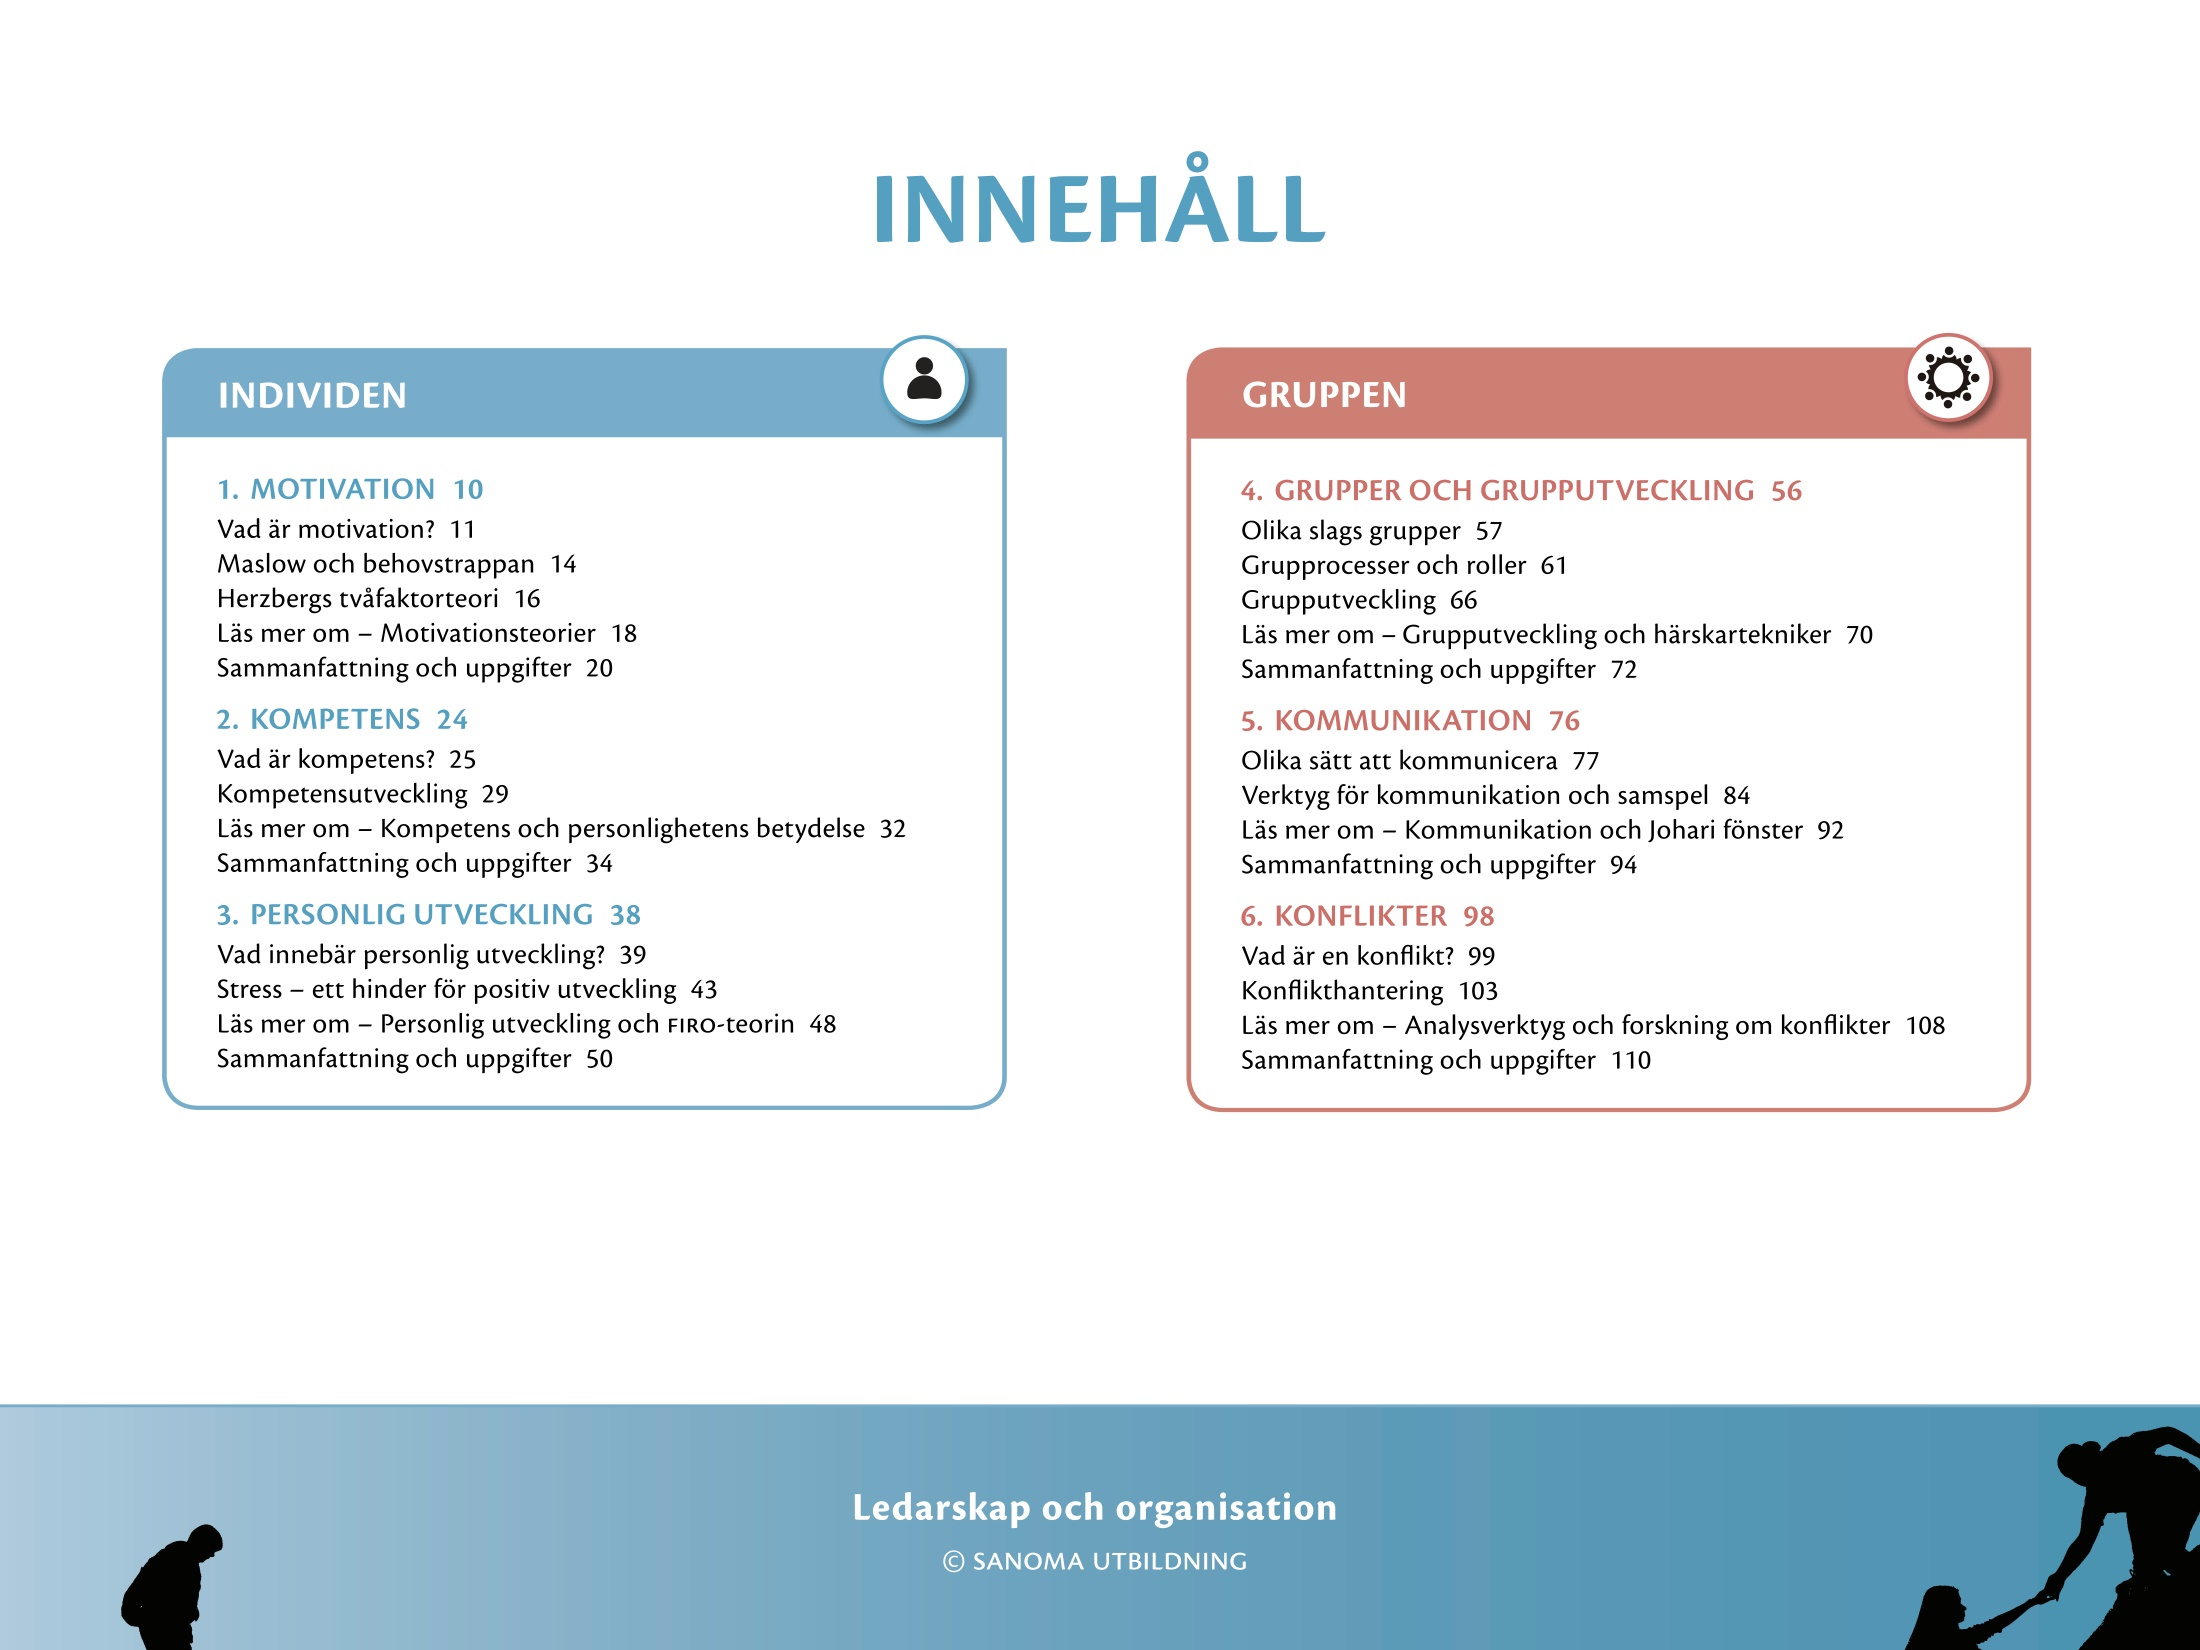 INNEHÅLL
INDIVIDEN
1. MOTIVATION 10
Vad är motivation? 11
Maslow och behovstrappan 14
Herzbergs tvåfaktorteori 16
Läs mer om – Motivationsteorier 18
Sammanfattning och uppgifter 20
2. KOMPETENS 24
Vad är kompetens? 25
Kompetensutveckling 29
Läs mer om – Kompetens och personlighetens betydelse 32
Sammanfattning och uppgifter 34
3. PERSONLIG UTVECKLING 38
Vad innebär personlig utveckling? 39
Stress – ett hinder för positiv utveckling 43
Läs mer om – Personlig utveckling och FIRO-teorin 48
Sammanfattning och uppgifter 50
GRUPPEN
4. GRUPPER OCH GRUPPUTVECKLING 56
Olika slags grupper 57
Grupprocesser och roller 61
Grupputveckling 66
Läs mer om – Grupputveckling och härskartekniker 70
Sammanfattning och uppgifter 72
5. KOMMUNIKATION 76
Olika sätt att kommunicera 77
Verktyg för kommunikation och samspel 84
Läs mer om – Kommunikation och Johari fönster 92
Sammanfattning och uppgifter 94
6. KONFLIKTER 98
Vad är en konflikt? 99
Konflikthantering 103
Läs mer om – Analysverktyg och forskning om konflikter 108
Sammanfattning och uppgifter 110
Ledarskap och organisation
© SANOMA UTBILDNING